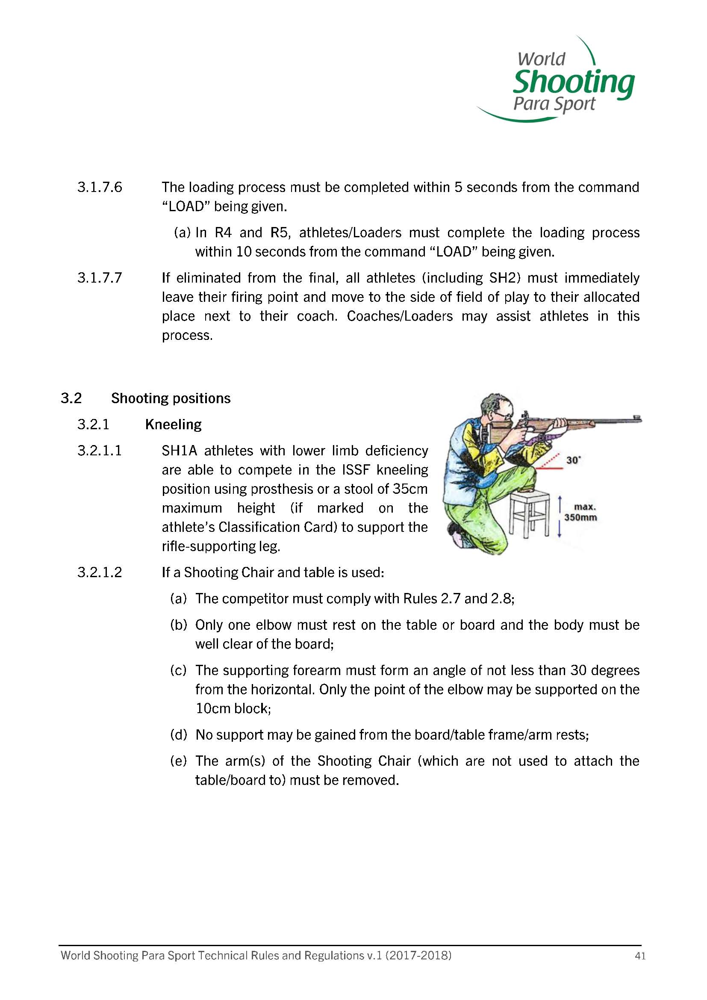 World
Shooting
Para Sport
3.1.7.6 The loading process must be completed within 5 seconds from the command
“LOAD” being given.
(a) In R4 and R5, athletes/Loaders must complete the loading process
within 10 seconds from the command “LOAD” being given.
3.1.7.7 If eliminated from the final, all athletes (including SH2) must immediately
leave their firing point and move to the side of field of play to their allocated
place next to their coach. Coaches/Loaders may assist athletes in this
process.
3.2 Shooting positions
3.2.1 Kneeling
3.2.1.1 SH1A athletes with lower limb deficiency
are able to compete in the ISSF kneeling
position using prosthesis or a stool of 35cm
maximum height (if marked on the
athlete’s Classification Card) to support the
rifle-supporting leg.
30°
max.
350mm
3.2.1.2 If a Shooting Chair and table is used:
(a) The competitor must comply with Rules 2.7 and 2.8;
(b) Only one elbow must rest on the table or board and the body must be
well clear of the board;
(c) The supporting forearm must form an angle of not less than 30 degrees
from the horizontal. Only the point of the elbow may be supported on the
10cm block;
(d) No support may be gained from the board/table frame/arm rests;
(e) The arm(s) of the Shooting Chair (which are not used to attach the
table/board to) must be removed.
World Shooting Para Sport Technical Rules and Regulations v.1 (2017-2018) 41